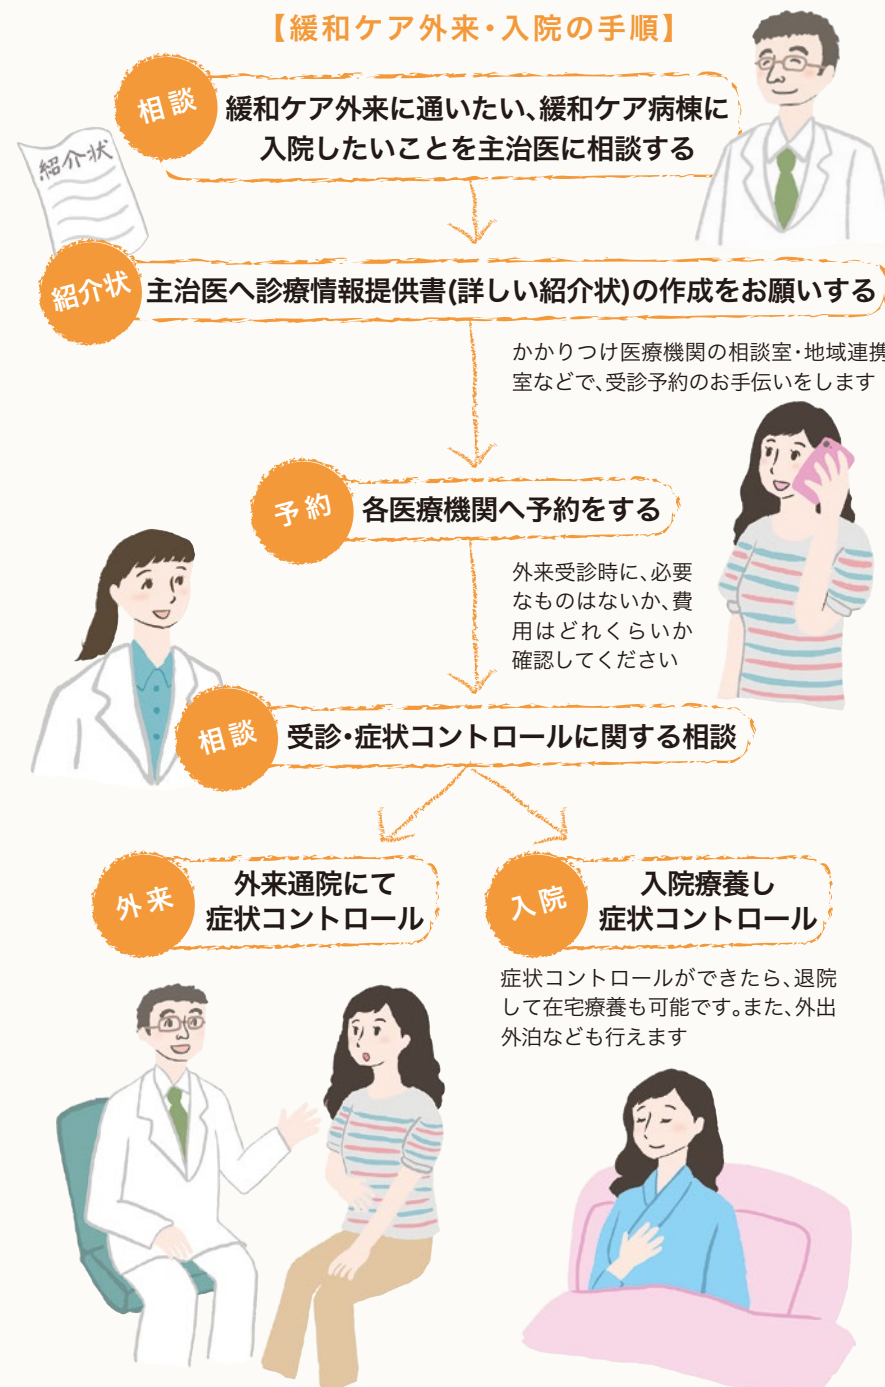 【緩和ケア外来・入院の手順】
相談
緩和ケア外来に通いたい、緩和ケア病棟に
入院したいことを主治医に相談する
紹介状
紹介状
主治医へ診療情報提供書(詳しい紹介状)の作成をお願いする
かかりつけ医療機関の相談室・地域連携
室などで、受診予約のお手伝いをします
予約
各医療機関へ予約をする
外来受診時に、必要
なものはないか、費
用はどれくらいか
確認してください
相談
受診・症状コントロールに関する相談
外来
外来通院にて
症状コントロール
入院
入院療養し
症状コントロール
症状コントロールができたら、退院
して在宅療養も可能です。また、外出
外泊なども行えます